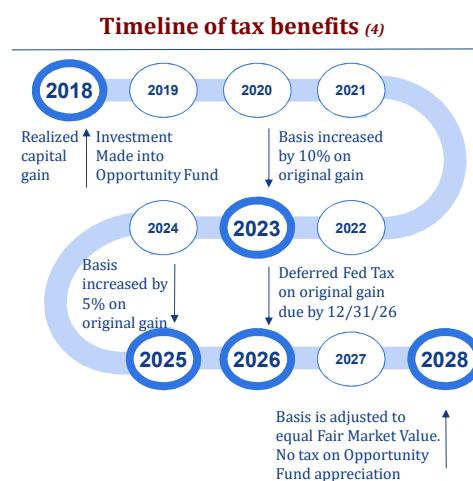 Timeline of tax benefits (4)
2018
2019
2020
2021
Realized
capital
gain
Investment
Made into
Opportunity Fund
Basis increased
by 10% on
original gain
2024
2023
2022
Basis
increased by
5% on
original gain
Deferred Fed Tax
on original gain
due by 12/31/26
2025
2026
2027
2028
Basis is adjusted to
equal Fair Market Value.
No tax on Opportunity
Fund appreciation